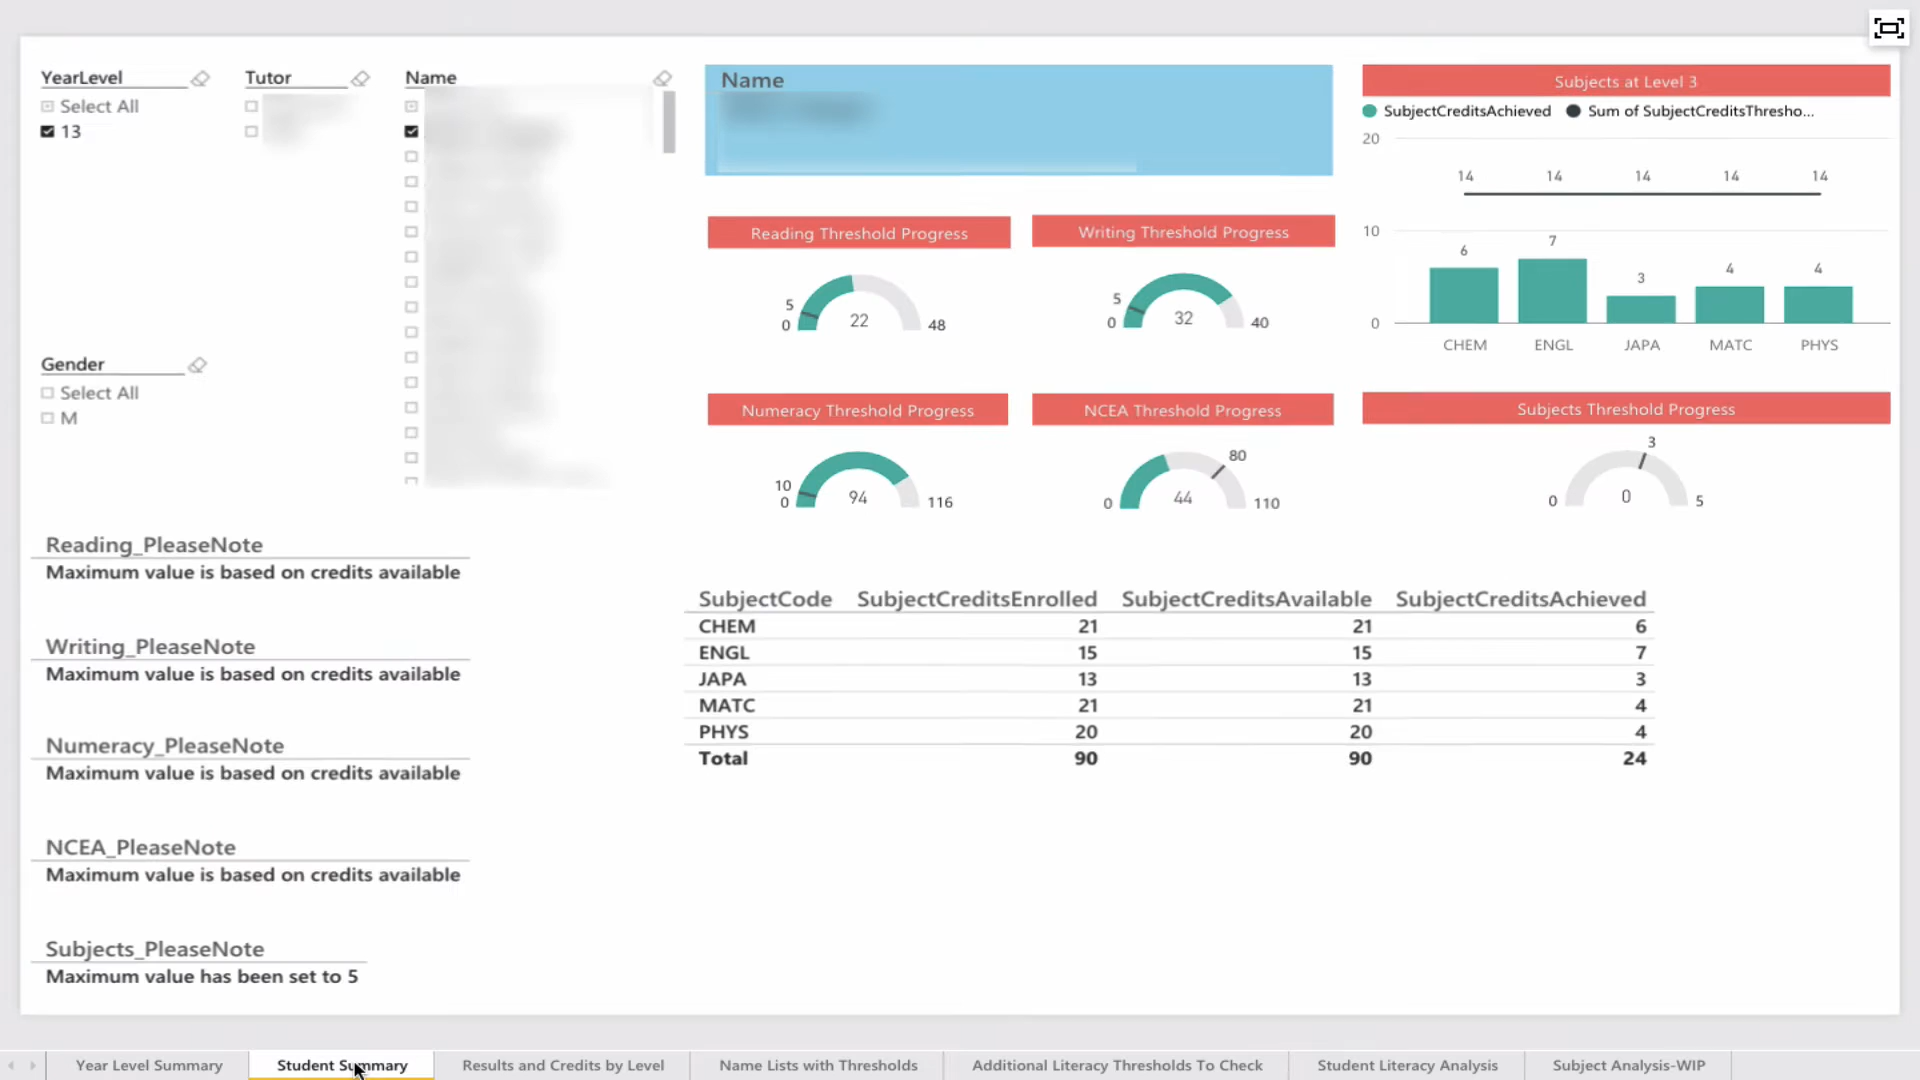 YearLevel
Select All
13
Tutor
Name
Gender
Select All
M
Name
Reading Threshold Progress
5
0
22
48
Writing Threshold Progress
5
0
32
40
Numeracy Threshold Progress
10
0
94
116
NCEA Threshold Progress
80
0
44
110
Subjects at Level 3
SubjectCreditsAchieved Sum of SubjectCreditsThresho...
20
14 14 14 14 14
10
6 7 3 4 4
0
CHEM ENGL JAPA MATC PHYS
Subjects Threshold Progress
3
0
0
5
Reading_PleaseNote
Maximum value is based on credits available
Writing_PleaseNote
Maximum value is based on credits available
Numeracy_PleaseNote
Maximum value is based on credits available
NCEA_PleaseNote
Maximum value is based on credits available
Subjects_PleaseNote
Maximum value has been set to 5
SubjectCode SubjectCreditsEnrolled SubjectCreditsAvailable SubjectCreditsAchieved
CHEM 21 21 6
ENGL 15 15 7
JAPA 13 13 3
MATC 21 21 4
PHYS 20 20 4
Total 90 90 24
Year Level Summary Student Summary Results and Credits by Level Name Lists with Thresholds Additional Literacy Thresholds To Check Student Literacy Analysis Subject Analysis-WIP